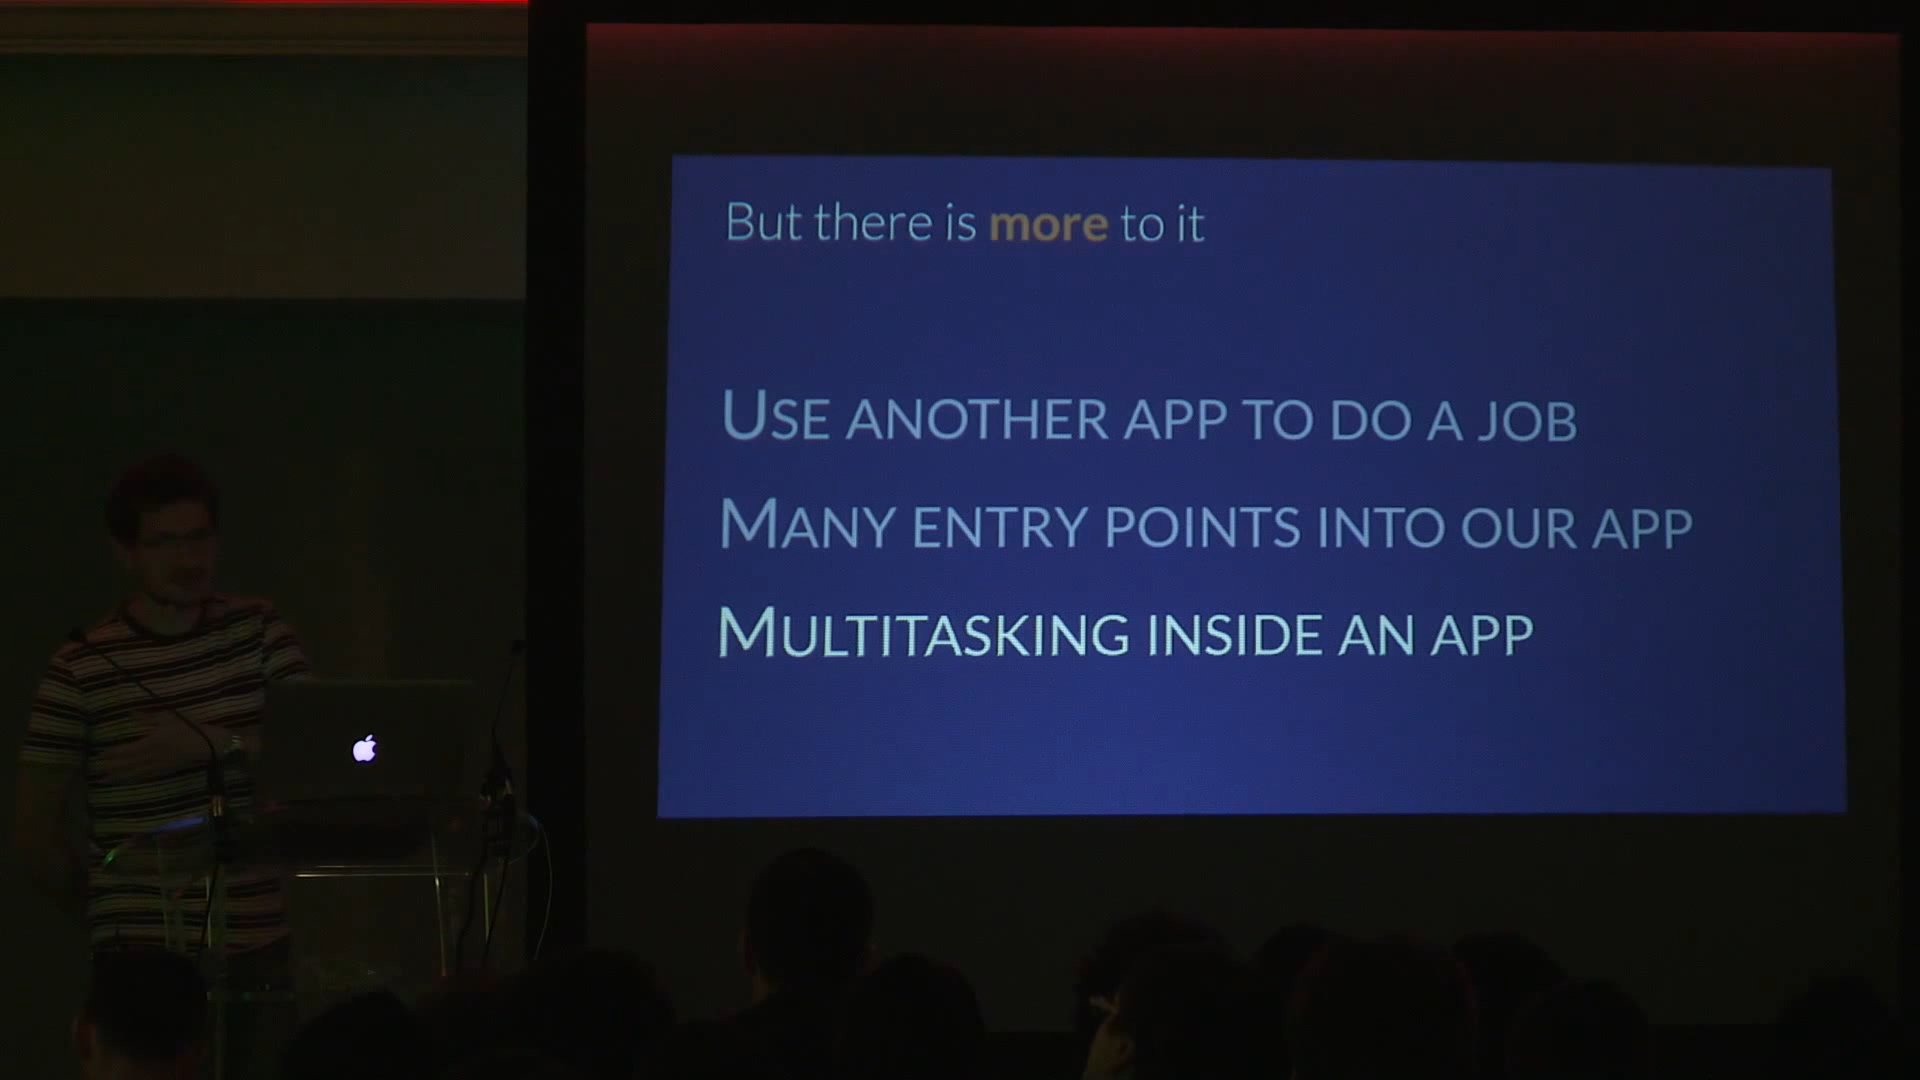 But there is more to it
USE ANOTHER APP TO DO A JOB
MANY ENTRY POINTS INTO OUR APP
MULTITASKING INSIDE AN APP